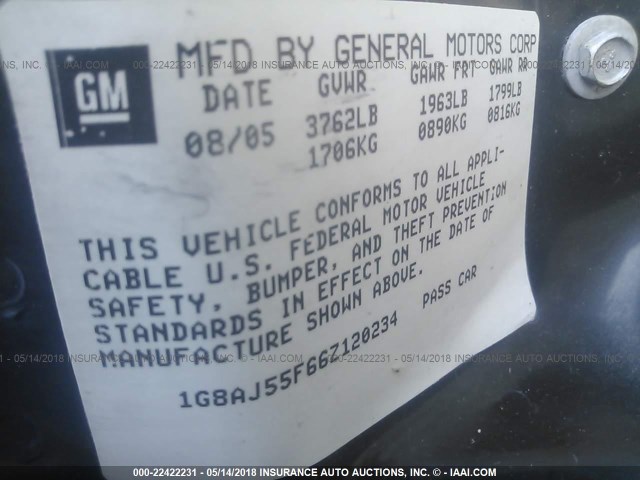 GM
MFD BY GENERAL MOTORS CORP
DATE GVWR GAWR FRT GAWR RR
08/05 3762LB 1963LB 1799LB
1706KG 0890KG 0816KG
THIS VEHICLE CONFORMS TO ALL APPLI-
CABLE U.S. FEDERAL MOTOR VEHICLE
SAFETY, BUMPER, AND THEFT PREVENTION
STANDARDS IN EFFECT ON THE DATE OF
MANUFACTURE SHOWN ABOVE.
1G8AJ55F66Z120234 PASS CAR
000-22422231 - 05/14/2018 INSURANCE AUTO AUCTIONS, INC. - © - IAAI.COM